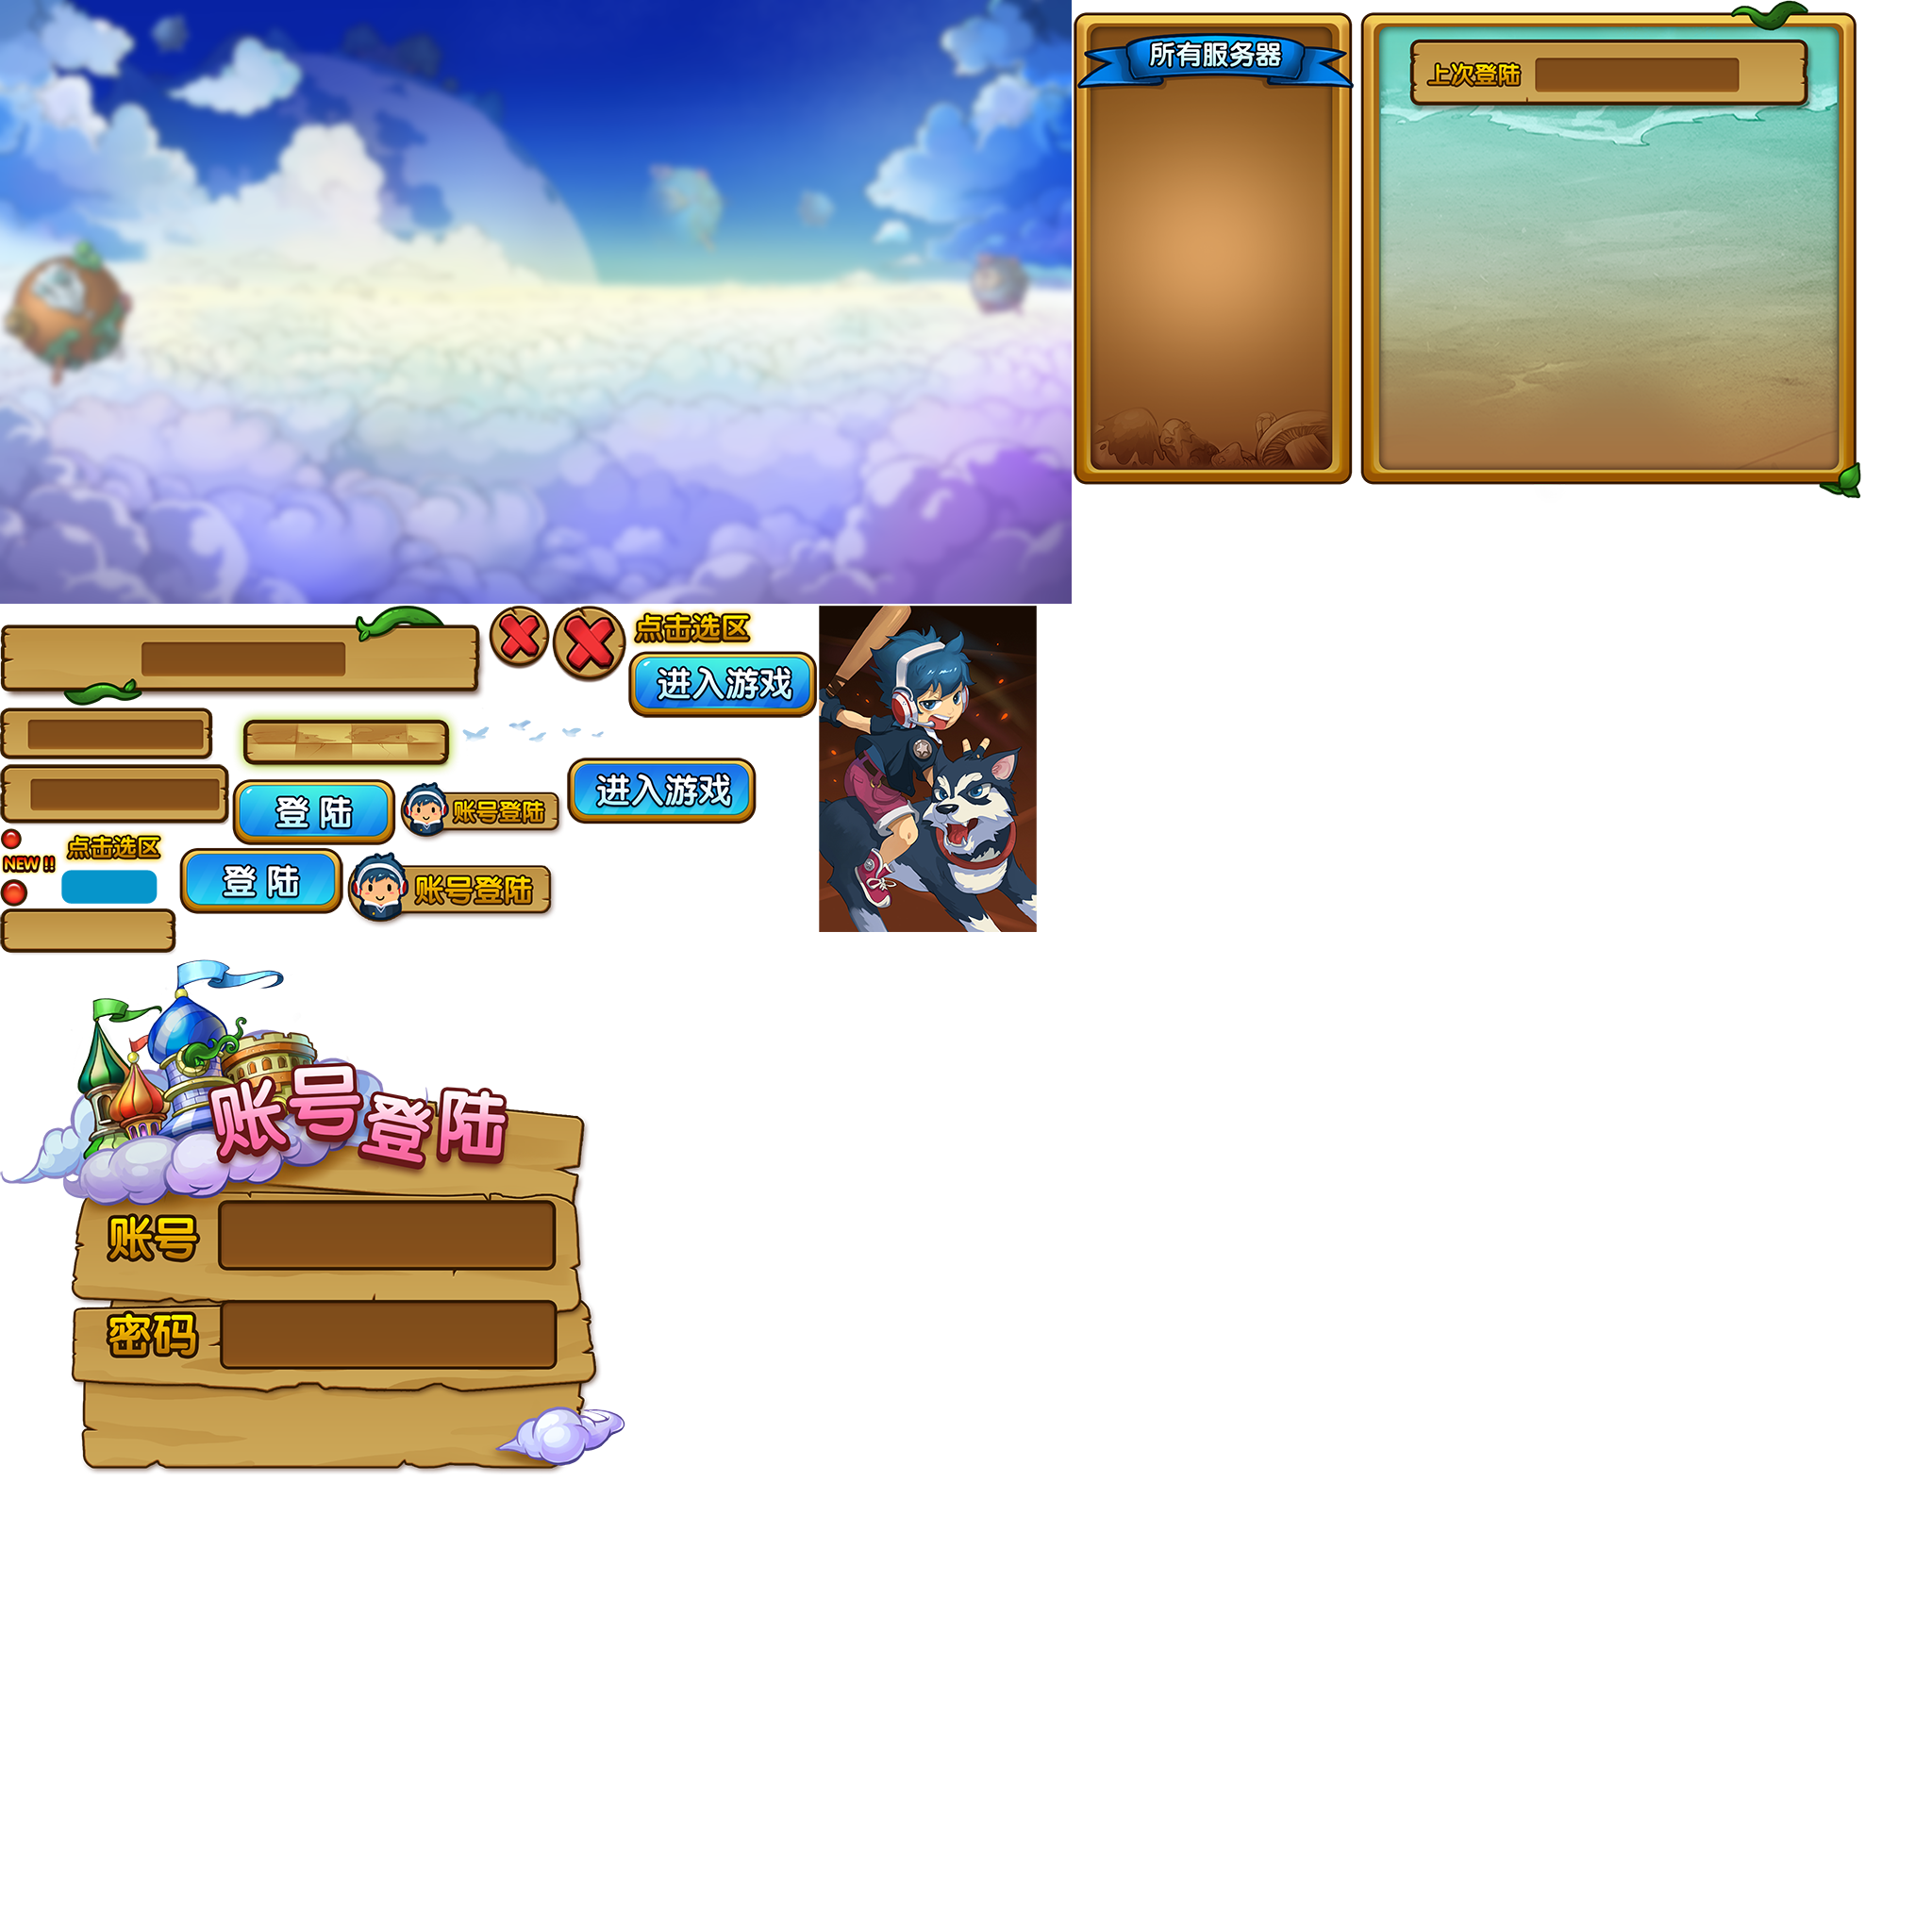 所有服务器
上次登陆
点击选区
进入游戏
进入游戏
登陆
账号登陆
点击选区
NEW !!
登陆
账号登陆
账号登陆
账号
密码